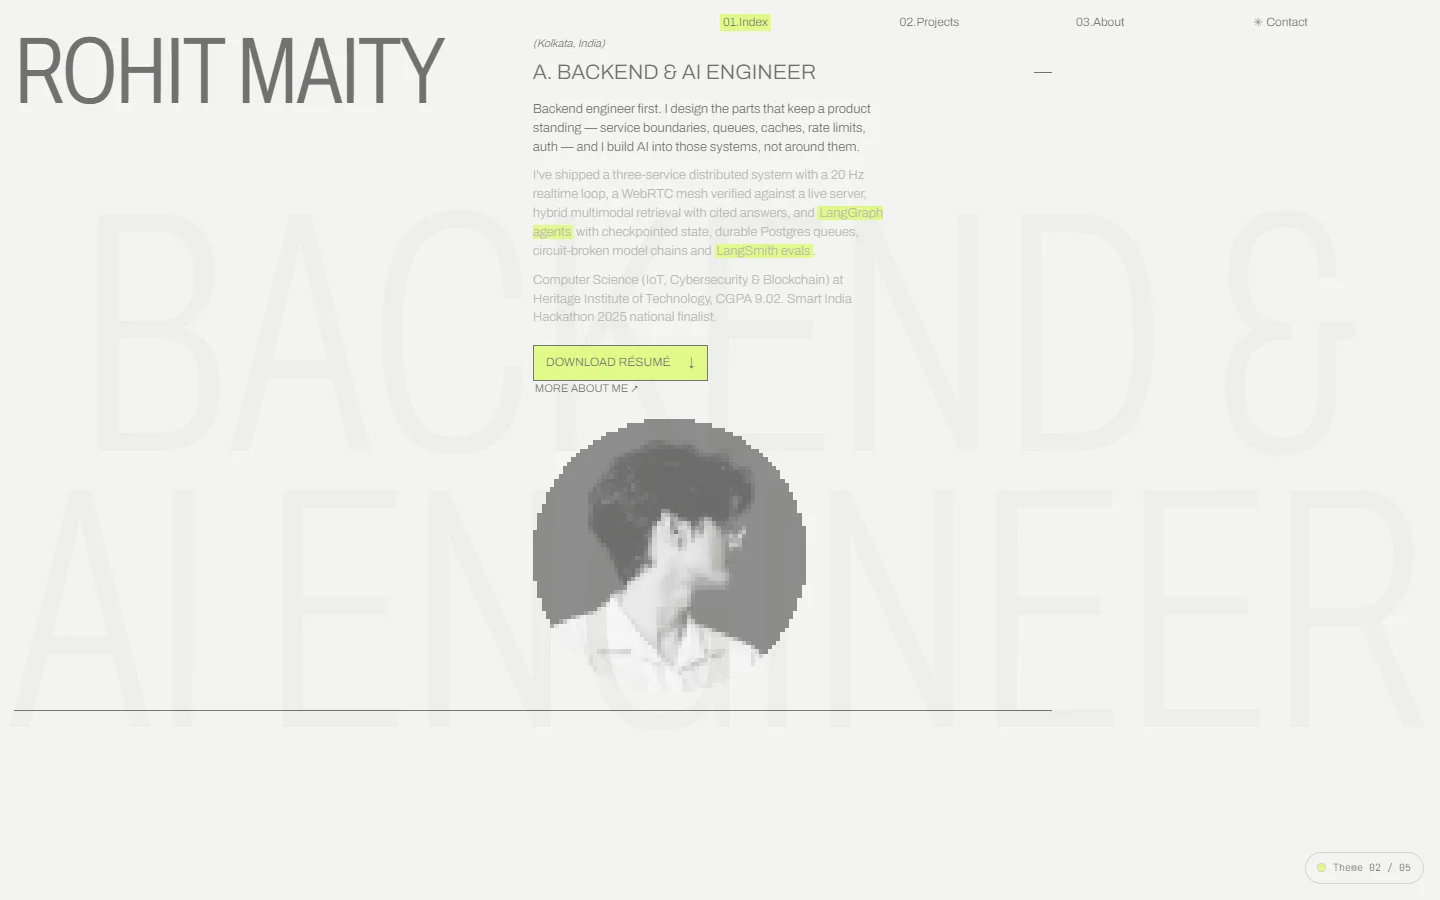 01.Index
02.Projects
03.About
✳ Contact
ROHIT MAITY
(Kolkata, India)
A. BACKEND & AI ENGINEER
—
Backend engineer first. I design the parts that keep a product
standing — service boundaries, queues, caches, rate limits,
auth — and I build AI into those systems, not around them.
I've shipped a three-service distributed system with a 20 Hz
realtime loop, a WebRTC mesh verified against a live server,
hybrid multimodal retrieval with cited answers, and LangGraph
agents with checkpointed state, durable Postgres queues,
circuit-broken model chains and LangSmith evals.
Computer Science (IoT, Cybersecurity & Blockchain) at
Heritage Institute of Technology, CGPA 9.02. Smart India
Hackathon 2025 national finalist.
DOWNLOAD RÉSUMÉ ↓
MORE ABOUT ME ↗
BACKEND &
AI ENGINEER
Theme 02 / 05